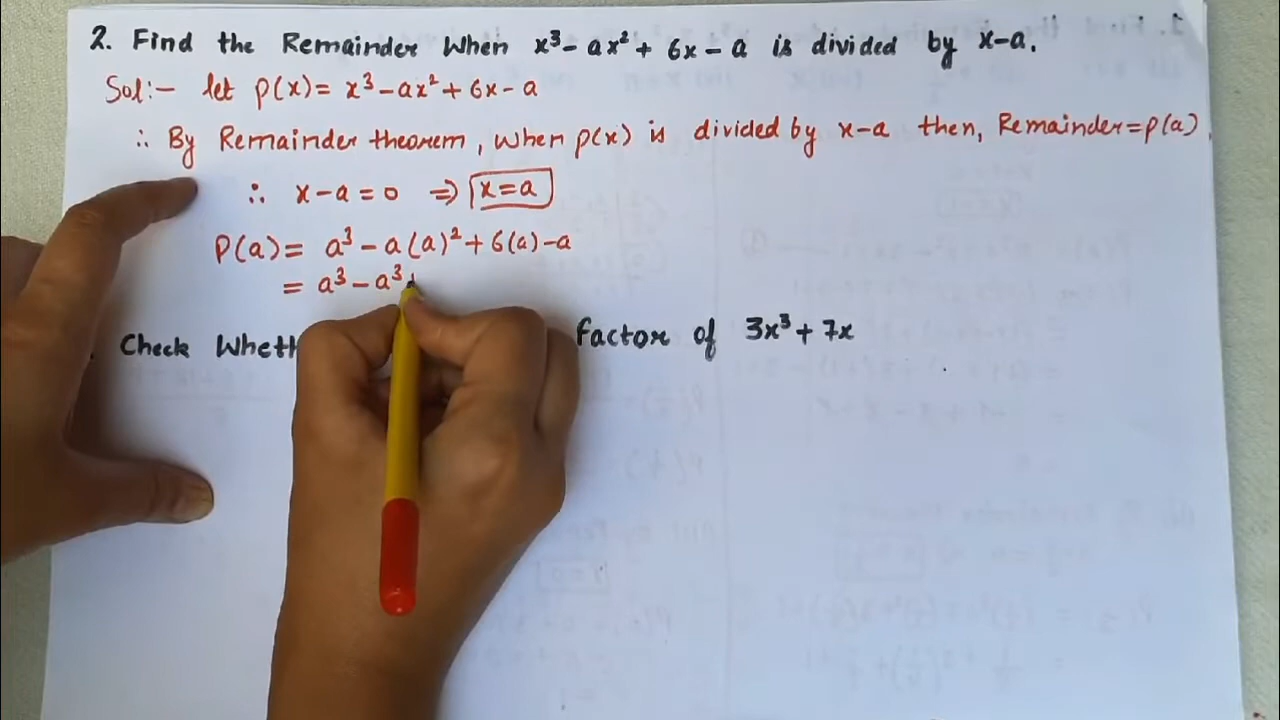 2. Find the Remainder When x³ - ax² + 6x - a is divided by x-a.
Sol:- let p(x) = x³ - ax² + 6x - a
∴ By Remainder theorem, when p(x) is divided by x-a then, Remainder = p(a).
∴ x-a = 0 ⇒ x=a
P(a) = a³ - a(a)² + 6(a) - a
= a³ - a³
Check factor of 3x³ + 7x